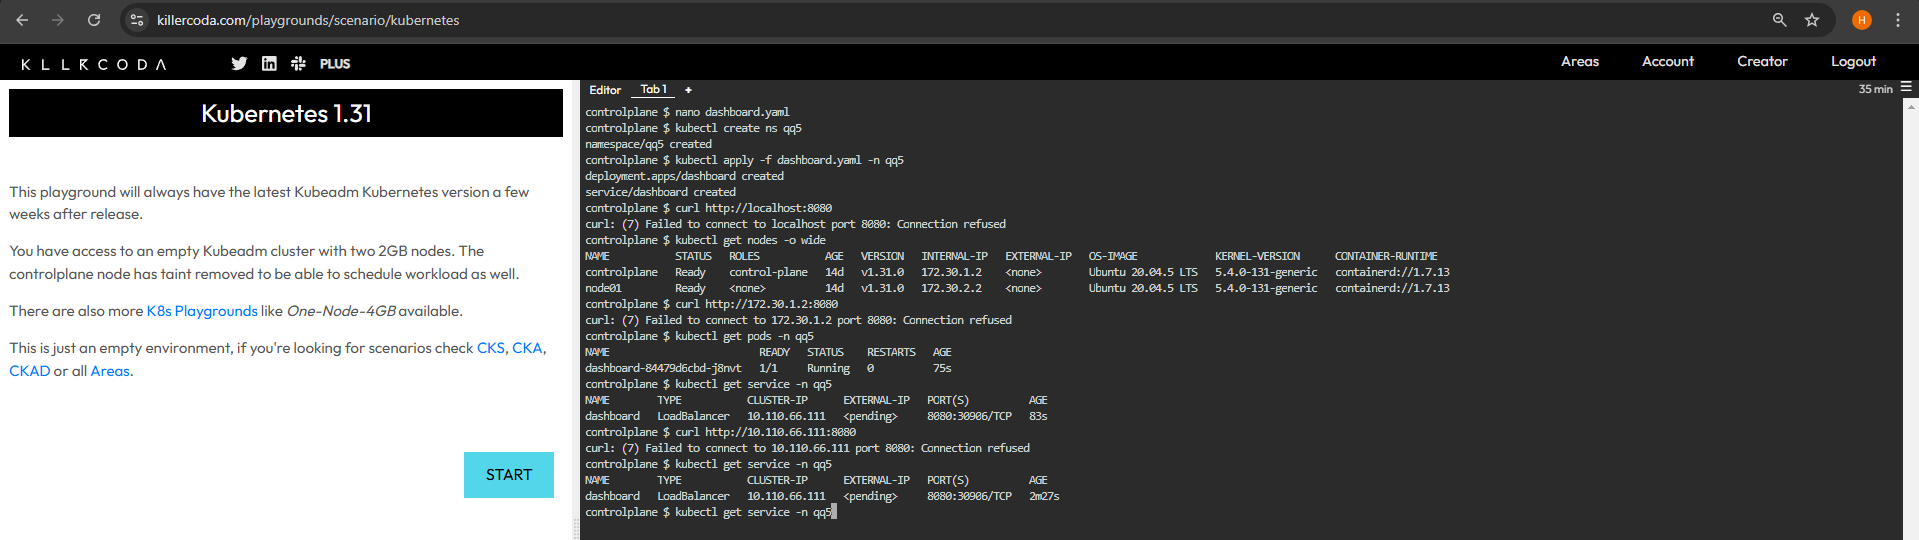 killercoda.com/playgrounds/scenario/kubernetes
H
KLLRCODA
PLUS
Areas
Account
Creator
Logout
Kubernetes 1.31
This playground will always have the latest Kubeadm Kubernetes version a few
weeks after release.
You have access to an empty Kubeadm cluster with two 2GB nodes. The
controlplane node has taint removed to be able to schedule workload as well.
There are also more K8s Playgrounds like One-Node-4GB available.
This is just an empty environment, if you're looking for scenarios check CKS, CKA,
CKAD or all Areas.
START
Editor Tab 1 +
35 min
controlplane $ nano dashboard.yaml
controlplane $ kubectl create ns qq5
namespace/qq5 created
controlplane $ kubectl apply -f dashboard.yaml -n qq5
deployment.apps/dashboard created
service/dashboard created
controlplane $ curl http://localhost:8080
curl: (7) Failed to connect to localhost port 8080: Connection refused
controlplane $ kubectl get nodes -o wide
NAME STATUS ROLES AGE VERSION INTERNAL-IP EXTERNAL-IP OS-IMAGE KERNEL-VERSION CONTAINER-RUNTIME
controlplane Ready control-plane 14d v1.31.0 172.30.1.2 <none> Ubuntu 20.04.5 LTS 5.4.0-131-generic containerd://1.7.13
node01 Ready <none> 14d v1.31.0 172.30.2.2 <none> Ubuntu 20.04.5 LTS 5.4.0-131-generic containerd://1.7.13
controlplane $ curl http://172.30.1.2:8080
curl: (7) Failed to connect to 172.30.1.2 port 8080: Connection refused
controlplane $ kubectl get pods -n qq5
NAME READY STATUS RESTARTS AGE
dashboard-84479d6cbd-j8nvt 1/1 Running 0 75s
controlplane $ kubectl get service -n qq5
NAME TYPE CLUSTER-IP EXTERNAL-IP PORT(S) AGE
dashboard LoadBalancer 10.110.66.111 <pending> 8080:30906/TCP 83s
controlplane $ curl http://10.110.66.111:8080
curl: (7) Failed to connect to 10.110.66.111 port 8080: Connection refused
controlplane $ kubectl get service -n qq5
NAME TYPE CLUSTER-IP EXTERNAL-IP PORT(S) AGE
dashboard LoadBalancer 10.110.66.111 <pending> 8080:30906/TCP 2m27s
controlplane $ kubectl get service -n qq5